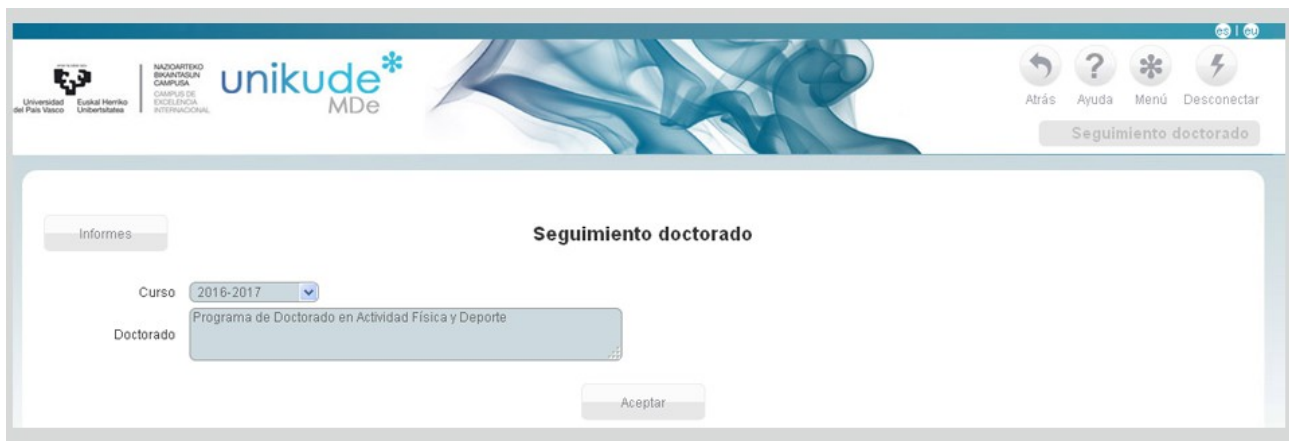 es | eu
Universidad del País Vasco
Euskal Herriko Unibertsitatea
NAZIOARTEKO
BIKAINTASUN
CAMPUSA
CAMPUS DE
EXCELENCIA
INTERNACIONAL
unikude*
MDe
Atrás
Ayuda
Menú
Desconectar
Seguimiento doctorado
Informes
Seguimiento doctorado
Curso
2016-2017
Doctorado
Programa de Doctorado en Actividad Física y Deporte
Aceptar